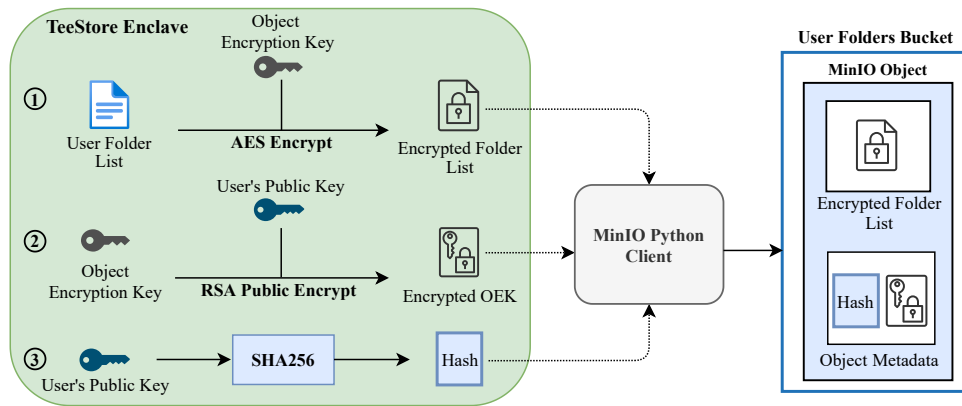 TeeStore Enclave
Object
Encryption Key
①
User Folder
List
AES Encrypt
Encrypted Folder
List
User's Public Key
②
Object
Encryption Key
RSA Public Encrypt
Encrypted OEK
③
User's Public Key
SHA256
Hash
MinIO Python
Client
User Folders Bucket
MinIO Object
Encrypted Folder
List
Hash
Object Metadata